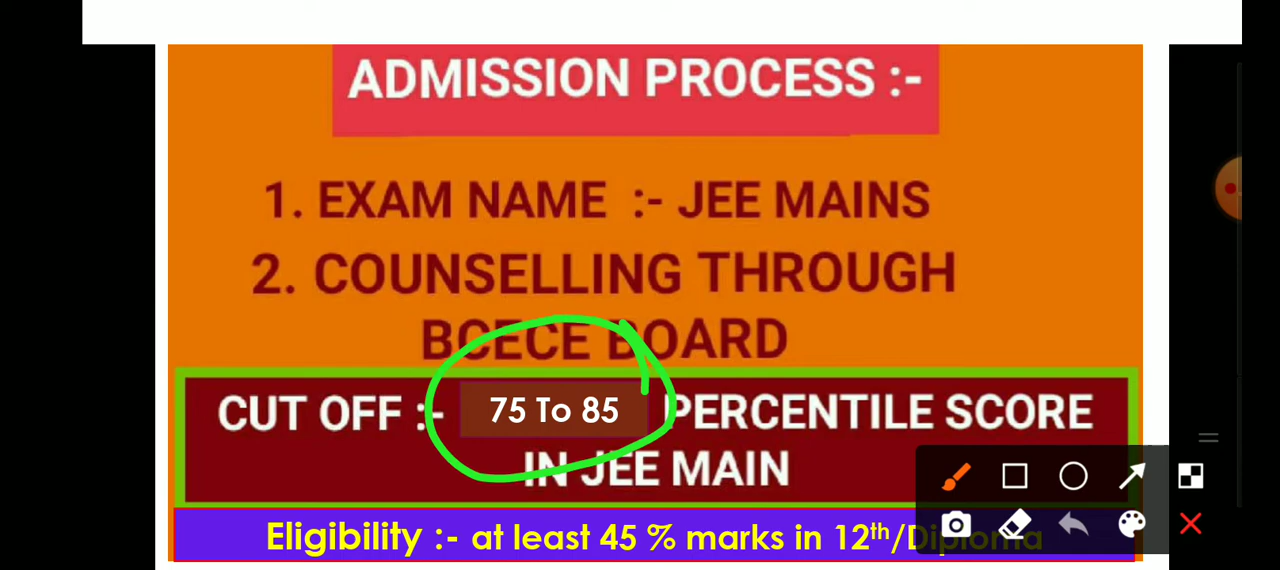 ADMISSION PROCESS :-
1. EXAM NAME :- JEE MAINS
2. COUNSELLING THROUGH
BCECE BOARD
CUT OFF :- 75 To 85 PERCENTILE SCORE
IN JEE MAIN
Eligibility :- at least 45 % marks in 12th/Diploma